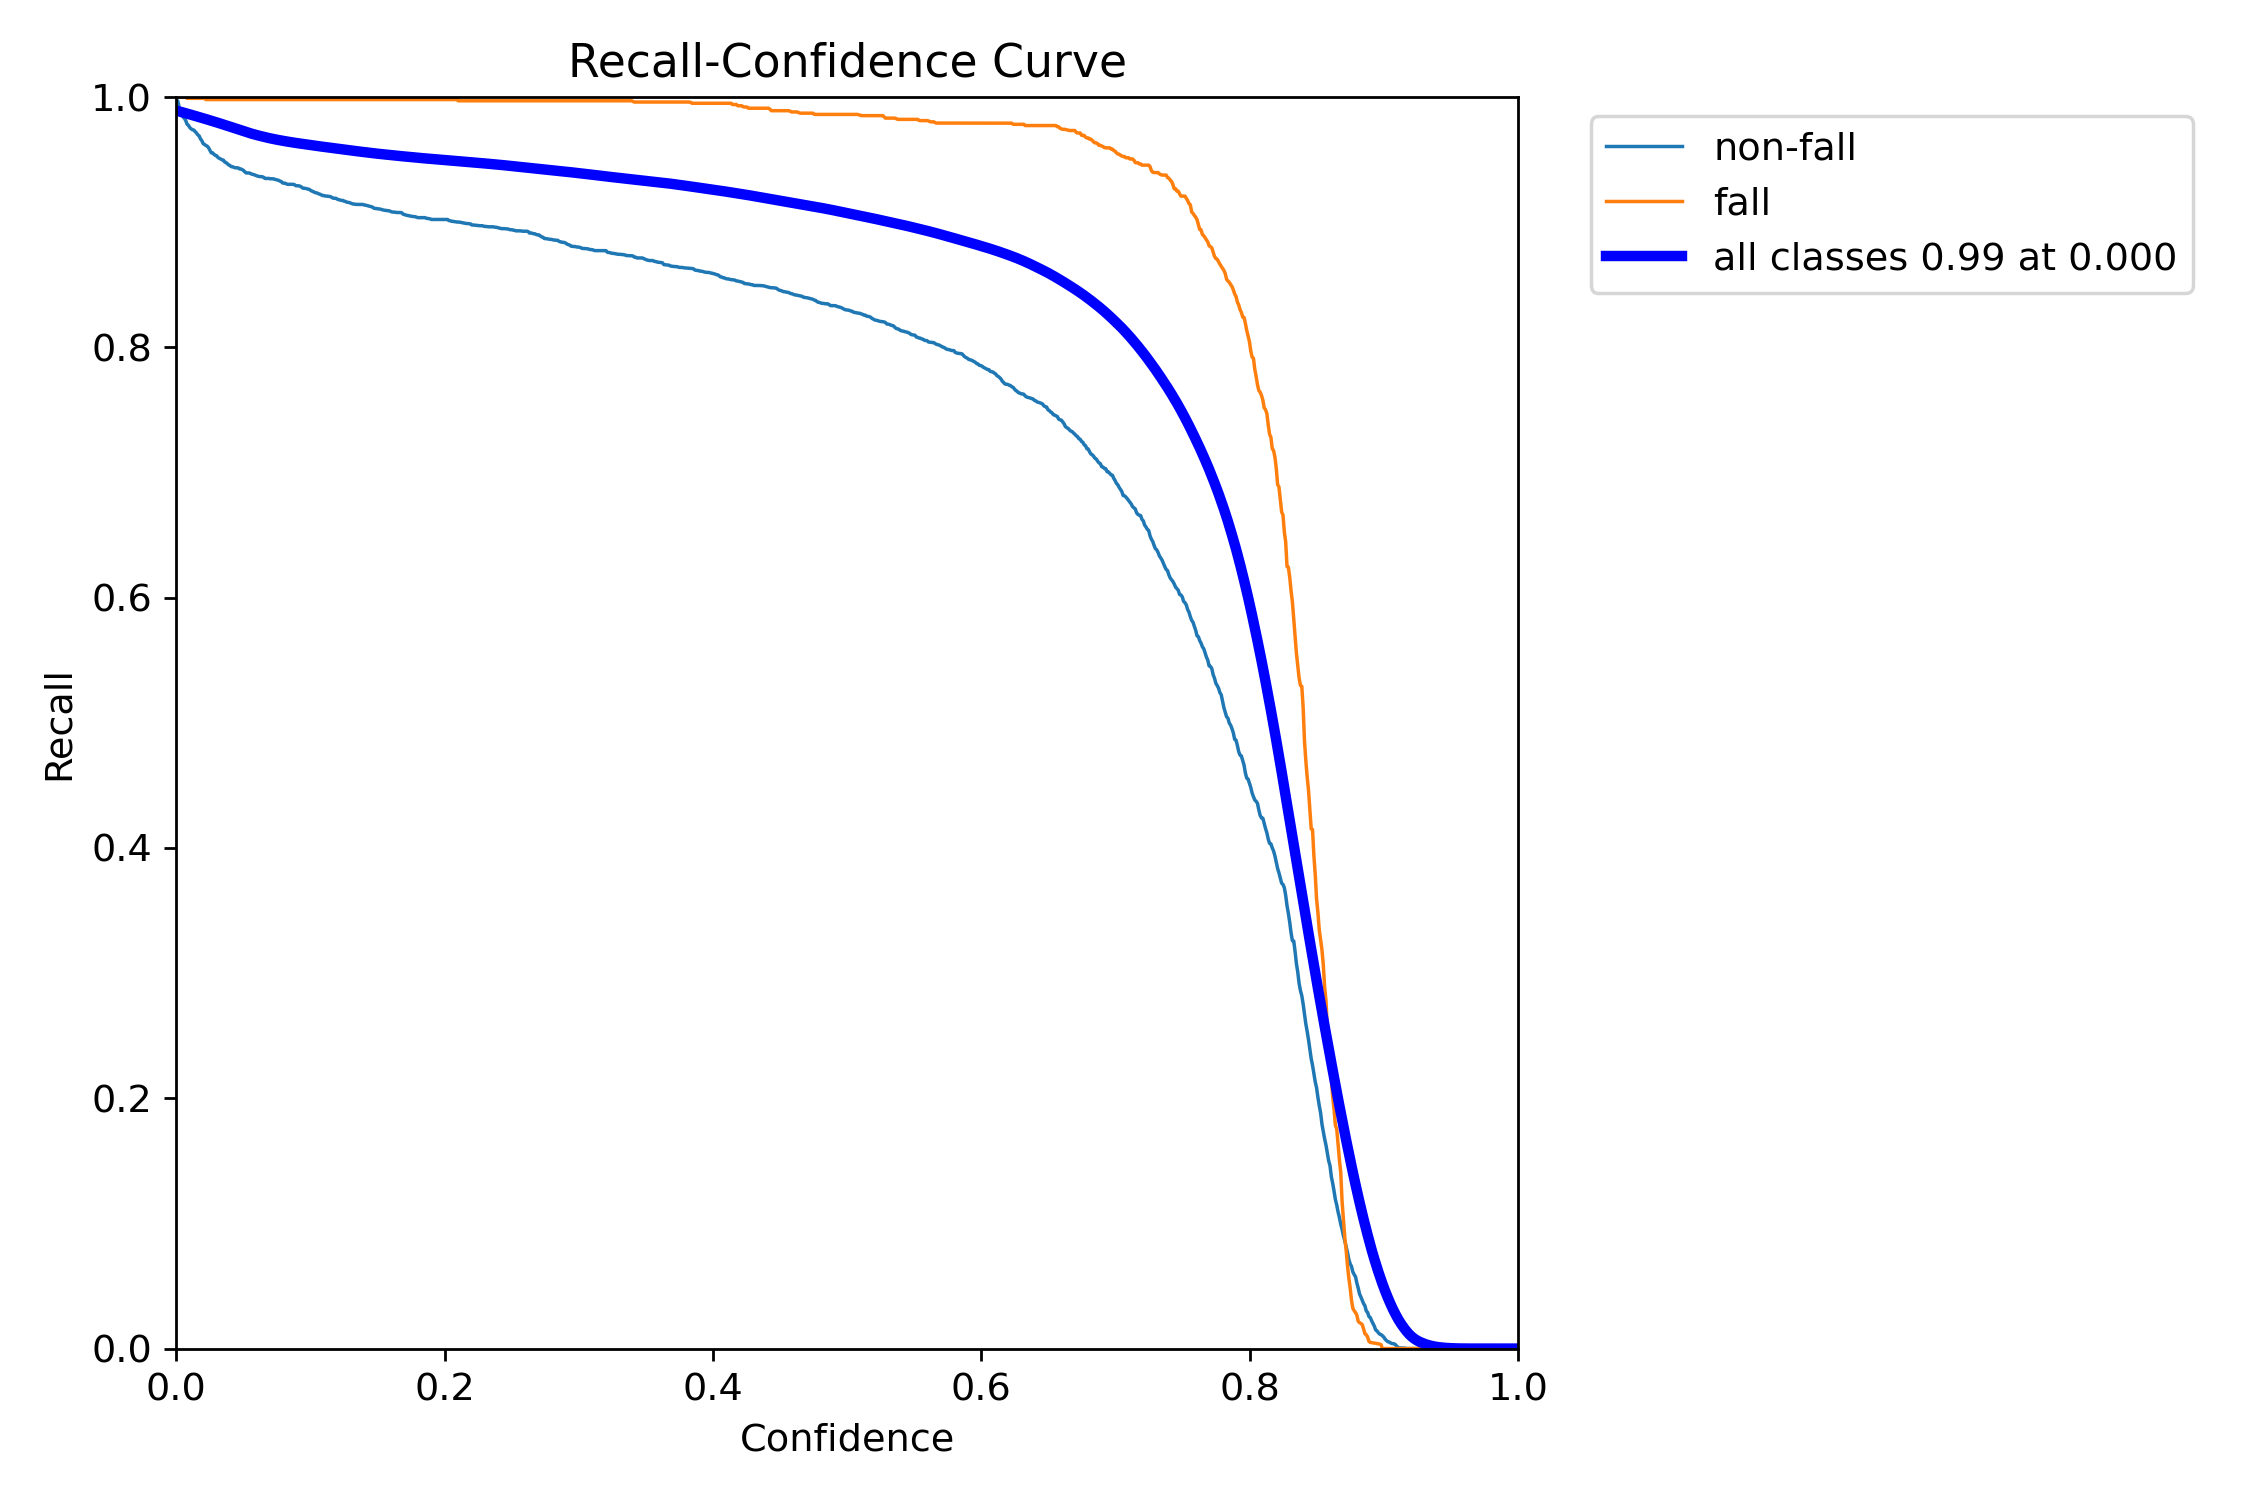 Recall-Confidence Curve
1.0
0.8
0.6
0.4
0.2
0.0
Recall
0.0 0.2 0.4 0.6 0.8 1.0
Confidence
non-fall
fall
all classes 0.99 at 0.000